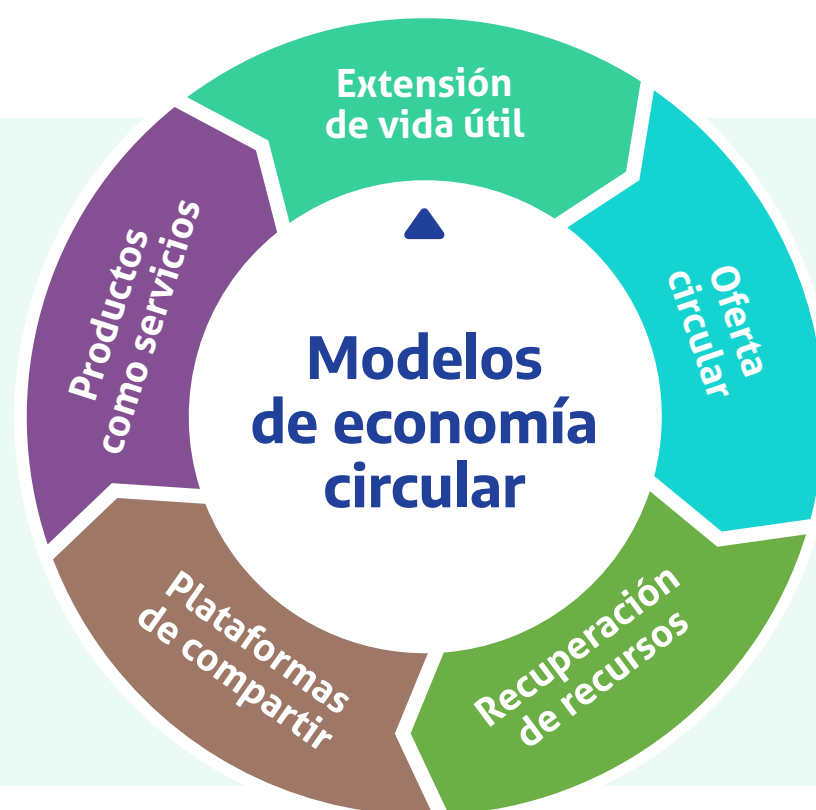 Extensión
de vida útil
Oferta
circular
Recuperación
de recursos
Plataformas
de compartir
Productos
como servicios
Modelos
de economía
circular